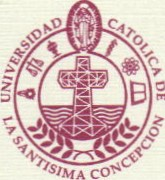 UNIVERSIDAD CATOLICA DE
LA SANTISIMA CONCEPCION